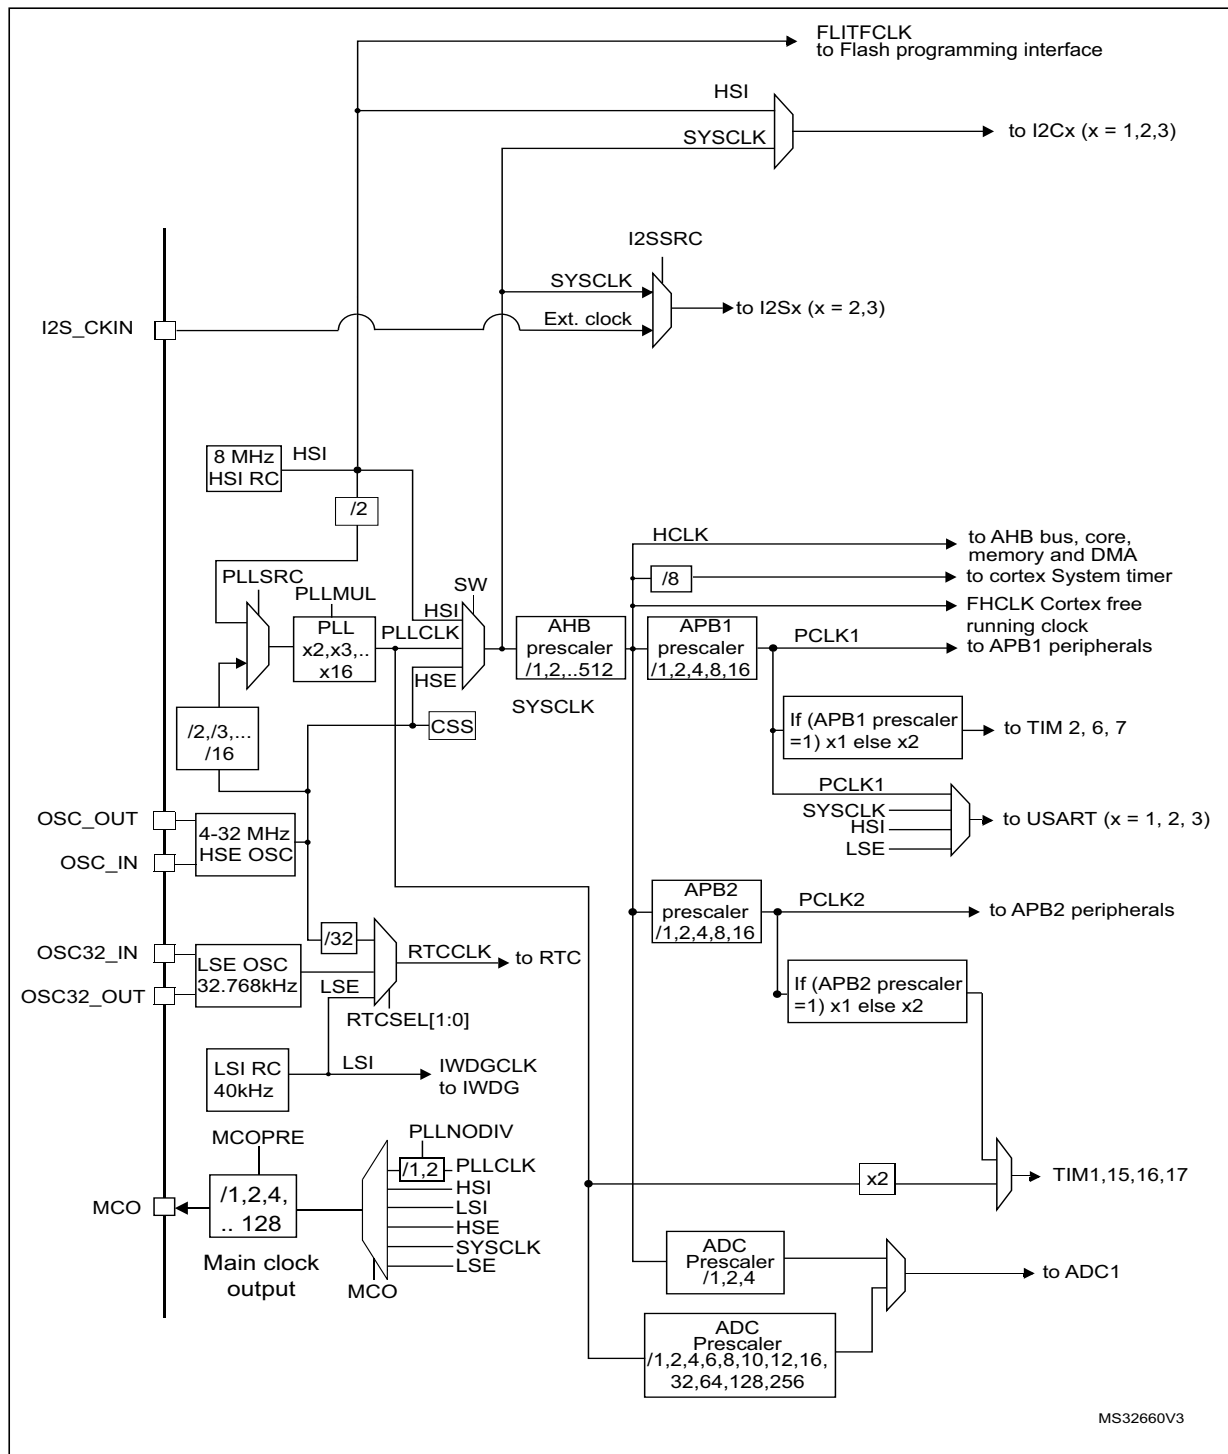 FLITFCLK
to Flash programming interface
HSI
to I2Cx (x = 1,2,3)
SYSCLK
I2SSRC
SYSCLK
to I2Sx (x = 2,3)
I2S_CKIN
Ext. clock
8 MHz
HSI RC
HSI
/2
HCLK
to AHB bus, core,
memory and DMA
/8
to cortex System timer
FHCLK Cortex free
running clock
PLLSRC
PLLMUL
SW
HSI
PLLCLK
HSE
PLL
x2,x3,..
x16
AHB
prescaler
/1,2,..512
SYSCLK
APB1
prescaler
/1,2,4,8,16
PCLK1
to APB1 peripherals
/2,/3,...
/16
CSS
If (APB1 prescaler
=1) x1 else x2
to TIM 2, 6, 7
PCLK1
SYSCLK
HSI
LSE
to USART (x = 1, 2, 3)
OSC_OUT
OSC_IN
4-32 MHz
HSE OSC
APB2
prescaler
/1,2,4,8,16
PCLK2
to APB2 peripherals
OSC32_IN
OSC32_OUT
LSE OSC
32.768kHz
/32
LSE
RTCCLK
to RTC
RTCSEL[1:0]
If (APB2 prescaler
=1) x1 else x2
LSI RC
40kHz
LSI
IWDGCLK
to IWDG
MCOPRE
PLLNODIV
/1,2
PLLCLK
HSI
LSI
HSE
SYSCLK
LSE
MCO
/1,2,4,
.. 128
Main clock
output
MCO
x2
TIM1,15,16,17
ADC
Prescaler
/1,2,4
to ADC1
ADC
Prescaler
/1,2,4,6,8,10,12,16,
32,64,128,256
MS32660V3